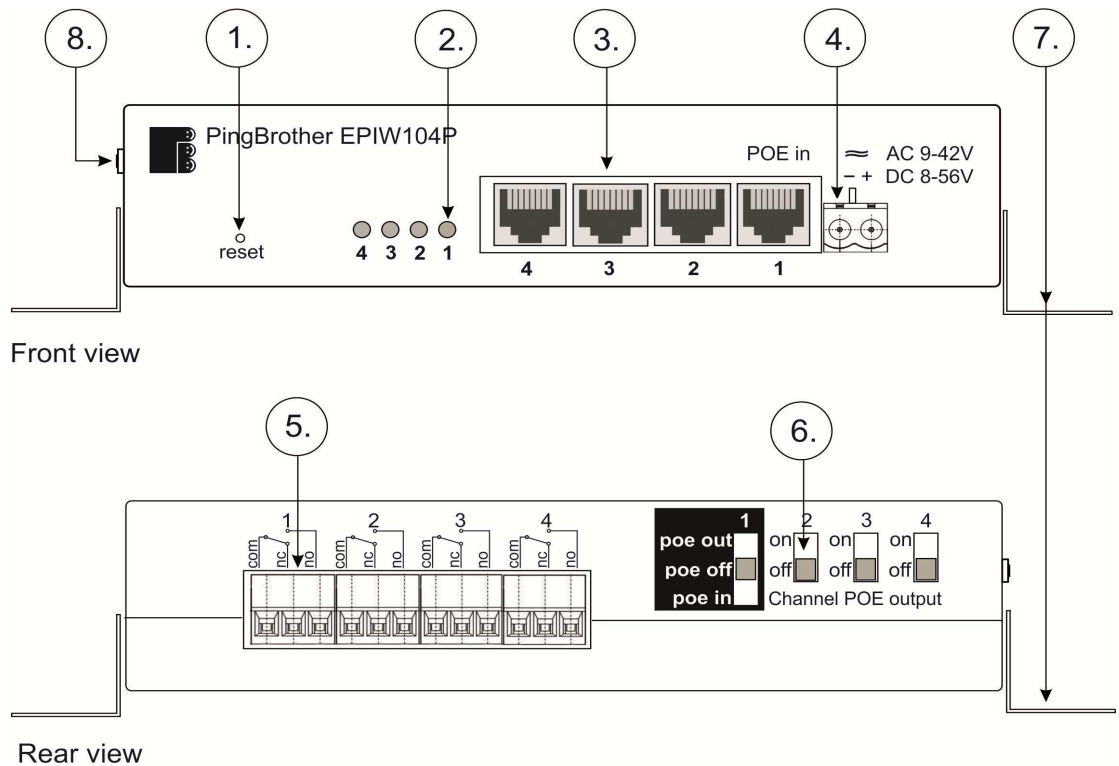 8. 1. 2. 3. 4. 7.
PingBrother EPIW104P
POE in ≂ AC 9-42V
− + DC 8-56V
reset
4 3 2 1
4 3 2 1
Front view
5. 6.
1 2 3 4
com nc no com nc no com nc no com nc no
1 2 3 4
poe out on on on
poe off off off off
poe in Channel POE output
Rear view